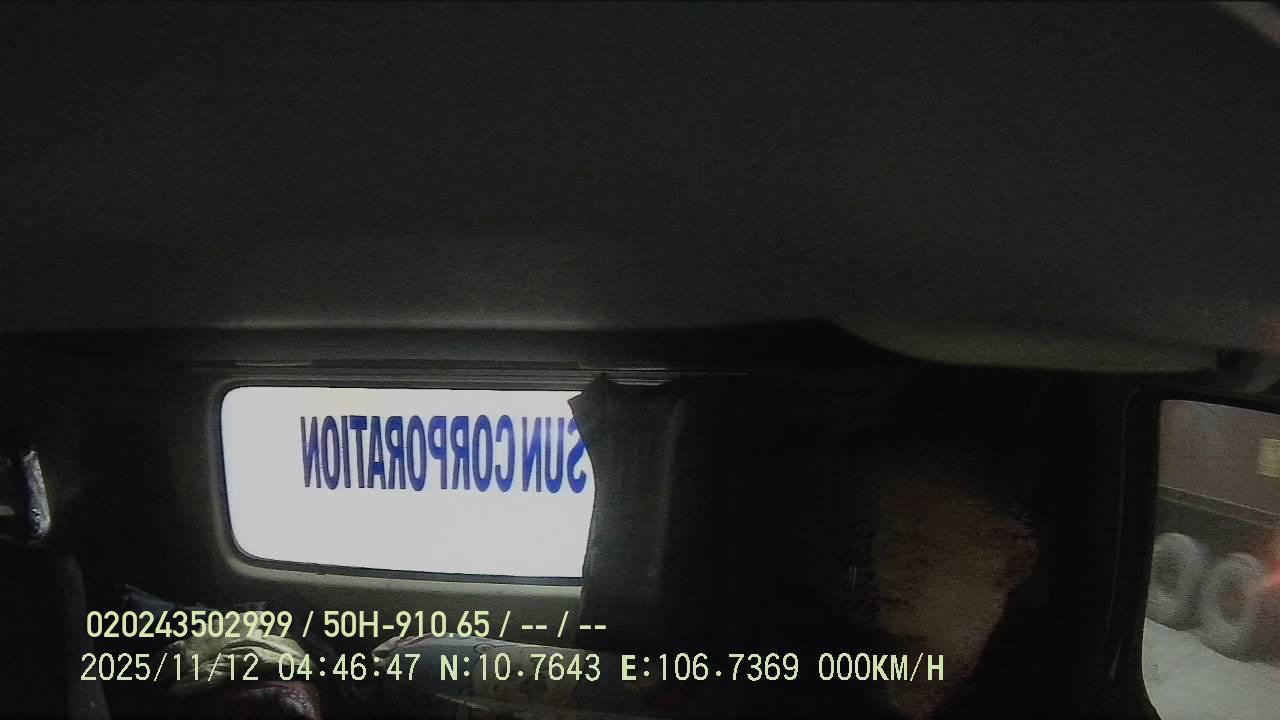 SUN CORPORATION
020243502999 / 50H-910.65 / -- / --
2025/11/12 04:46:47 N:10.7643 E:106.7369 000KM/H